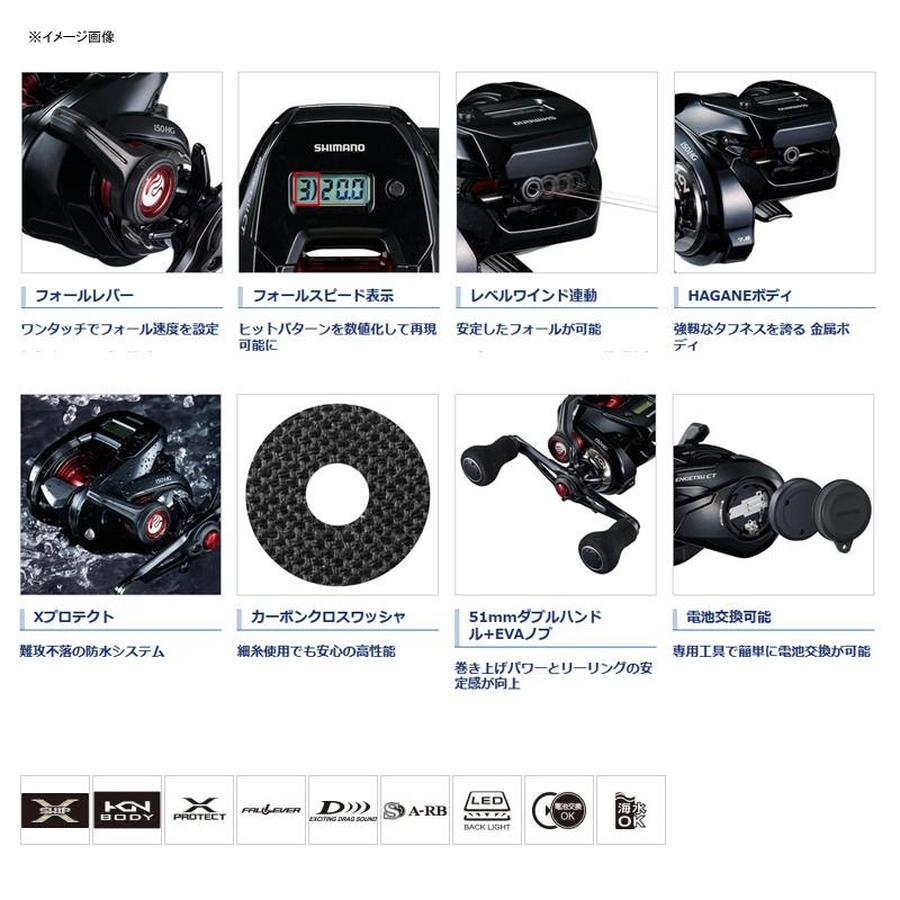 ※イメージ画像
150HG
SHIMANO
3) 20.0
SHIMANO
150HG
7.8
フォールレバー
フォールスピード表示
レベルワインド連動
HAGANEボディ
ワンタッチでフォール速度を設定
ヒットパターンを数値化して再現
可能に
安定したフォールが可能
強靱なタフネスを誇る 金属ボ
ディ
150HG
ENGETSU CT
Xプロテクト
カーボンクロスワッシャ
51mmダブルハンド
ル+EVAノブ
電池交換可能
難攻不落の防水システム
細糸使用でも安心の高性能
巻き上げパワーとリーリングの安
定感が向上
専用工具で簡単に電池交換が可能
X SHIP
HGN BODY
X PROTECT
FALL LEVER
D))) EXCITING DRAG SOUND
S A-RB
LED BACK LIGHT
電池交換 OK
海水 OK